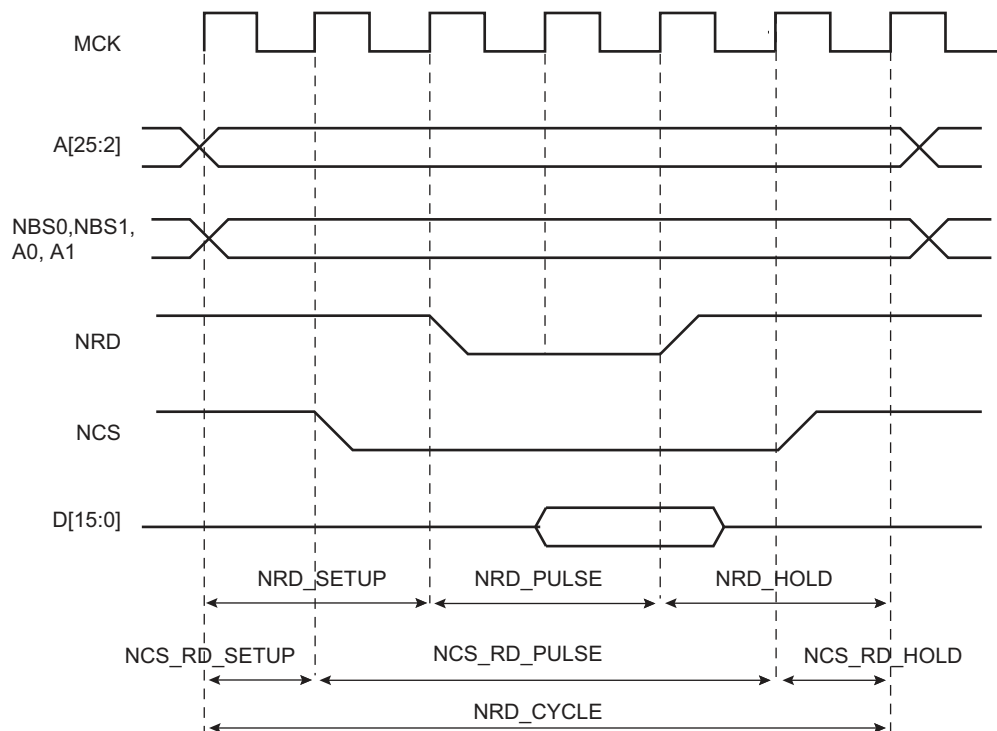 MCK
A[25:2]
NBS0,NBS1,
A0, A1
NRD
NCS
D[15:0]
NRD_SETUP NRD_PULSE NRD_HOLD
NCS_RD_SETUP NCS_RD_PULSE NCS_RD_HOLD
NRD_CYCLE